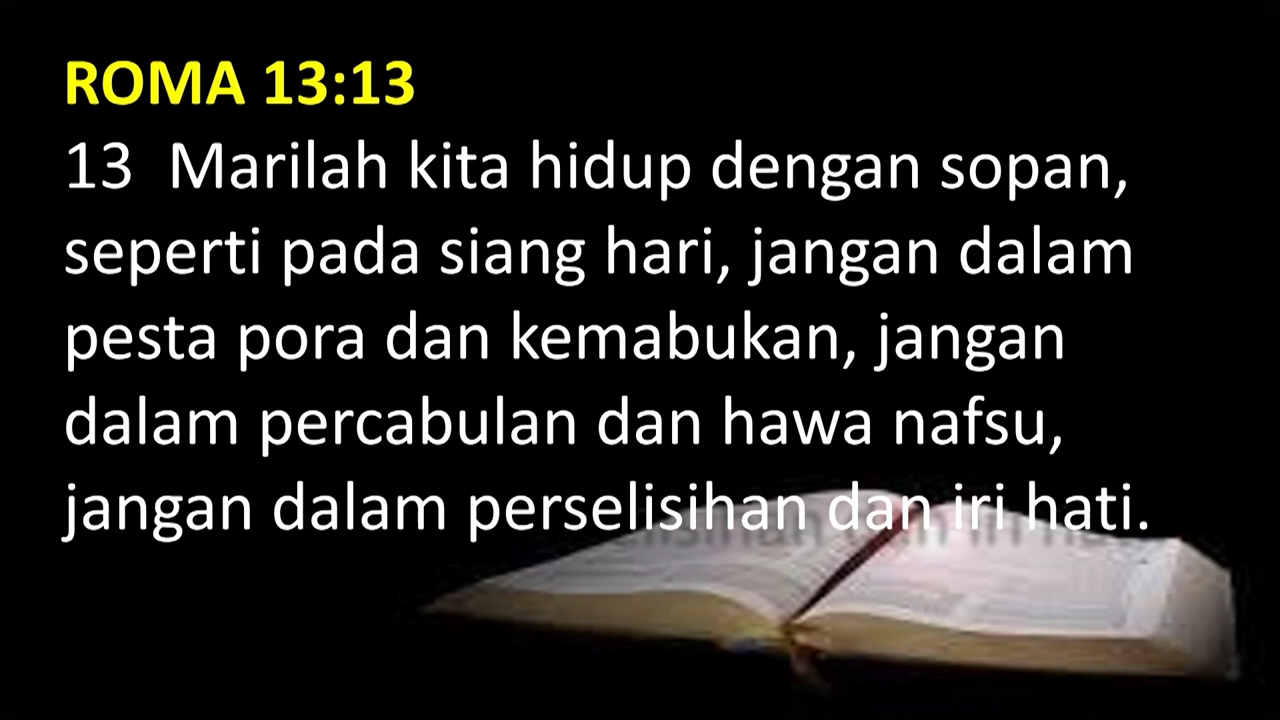 ROMA 13:13
13  Marilah kita hidup dengan sopan,
seperti pada siang hari, jangan dalam
pesta pora dan kemabukan, jangan
dalam percabulan dan hawa nafsu,
jangan dalam perselisihan dan iri hati.